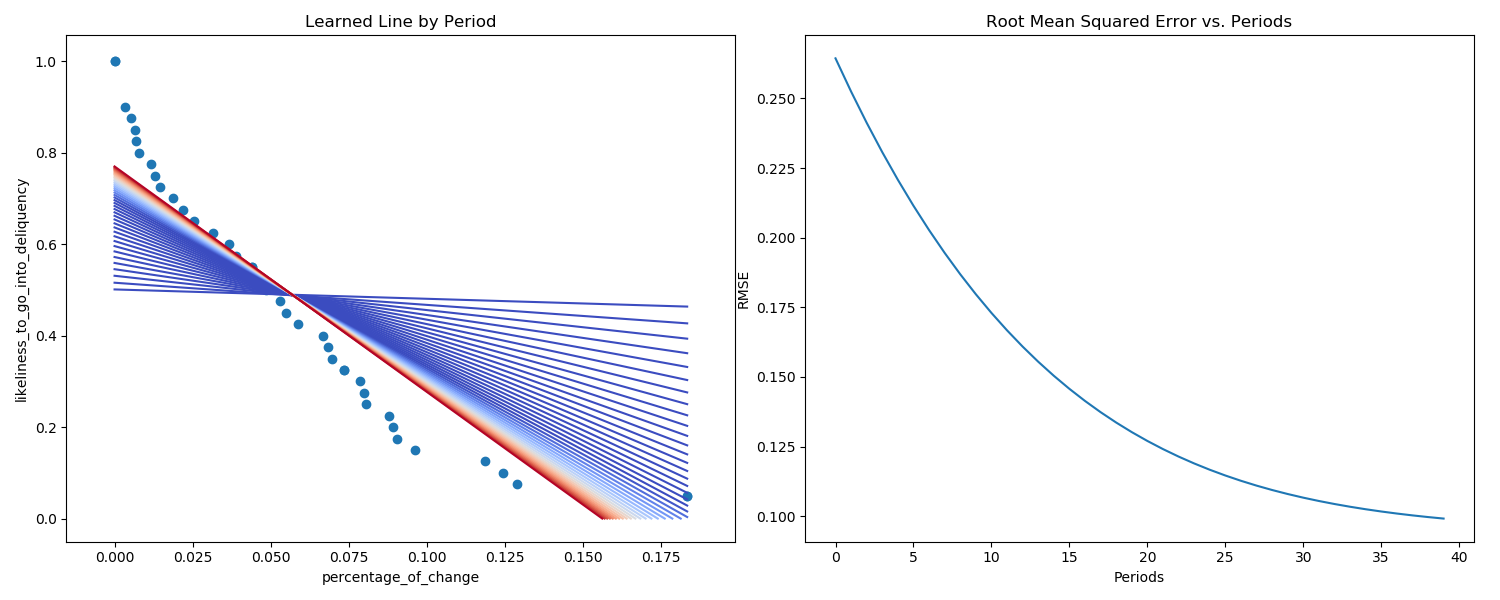 Learned Line by Period
likeliness_to_go_into_deliquency
1.0
0.8
0.6
0.4
0.2
0.0
0.000 0.025 0.050 0.075 0.100 0.125 0.150 0.175
percentage_of_change
Root Mean Squared Error vs. Periods
RMSE
0.250
0.225
0.200
0.175
0.150
0.125
0.100
0 5 10 15 20 25 30 35 40
Periods